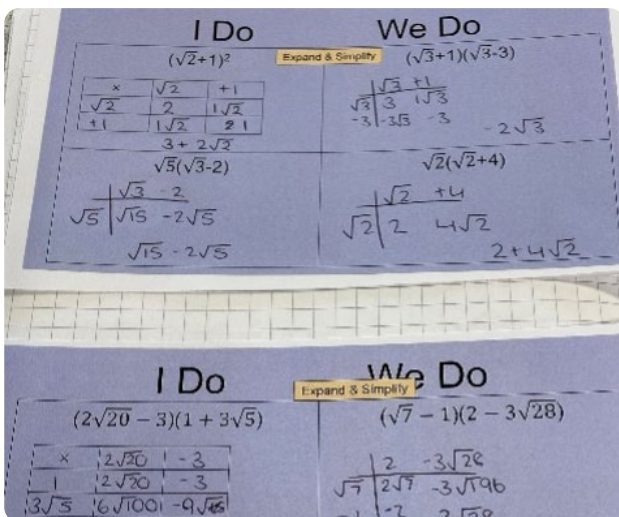 I Do
We Do
Expand & Simplify
(√2+1)²
× √2 +1
√2 2 1√2
+1 1√2 1
3 + 2√2
(√3+1)(√3-3)
√3 +1
√3 3 1√3
-3 -3√3 -3
-2√3
√5(√3-2)
√3 -2
√5 √15 -2√5
√15 - 2√5
√2(√2+4)
√2 +4
√2 2 4√2
2+4√2
I Do
We Do
Expand & Simplify
(2√20 − 3)(1 + 3√5)
× 2√20 -3
1 2√20 -3
3√5 6√100 -9√5
(√7 − 1)(2 − 3√28)
2 -3√28
√7 2√7 -3√196
-1 -2